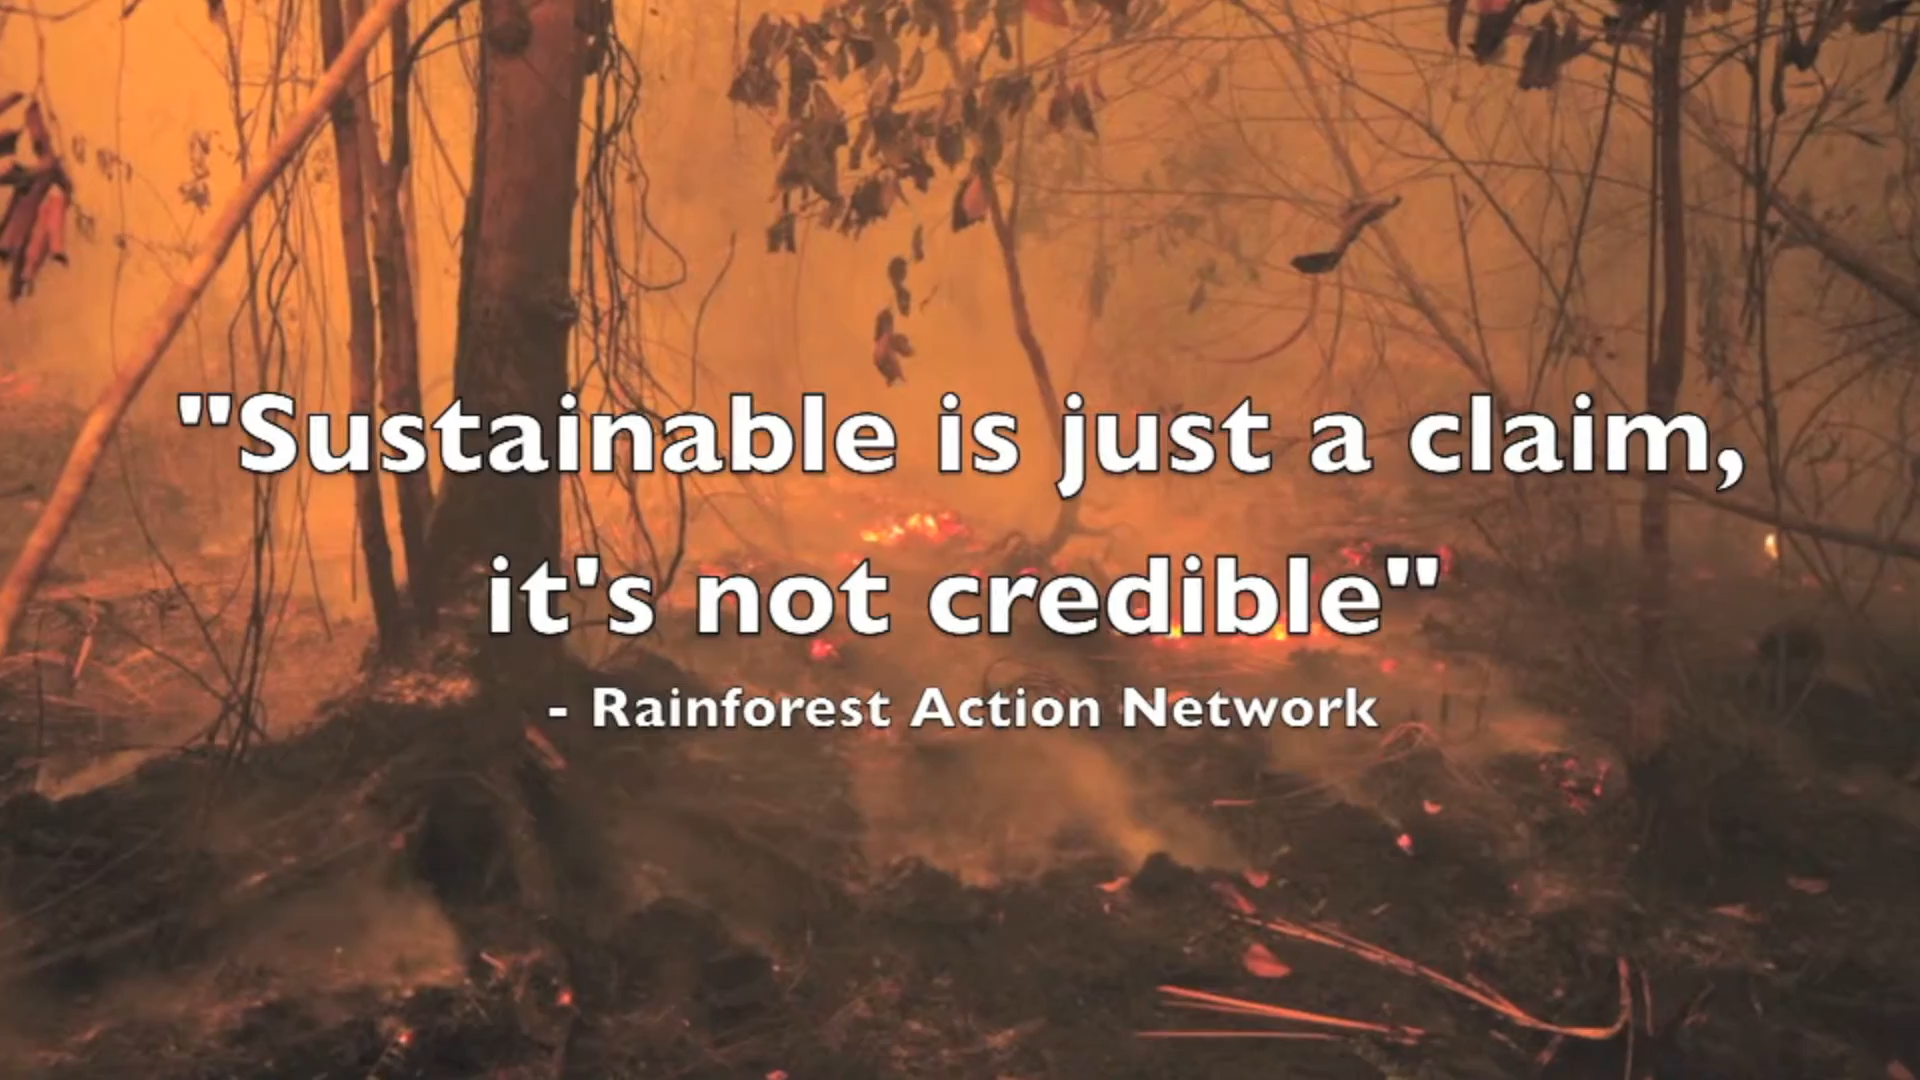 "Sustainable is just a claim,
it's not credible"
- Rainforest Action Network